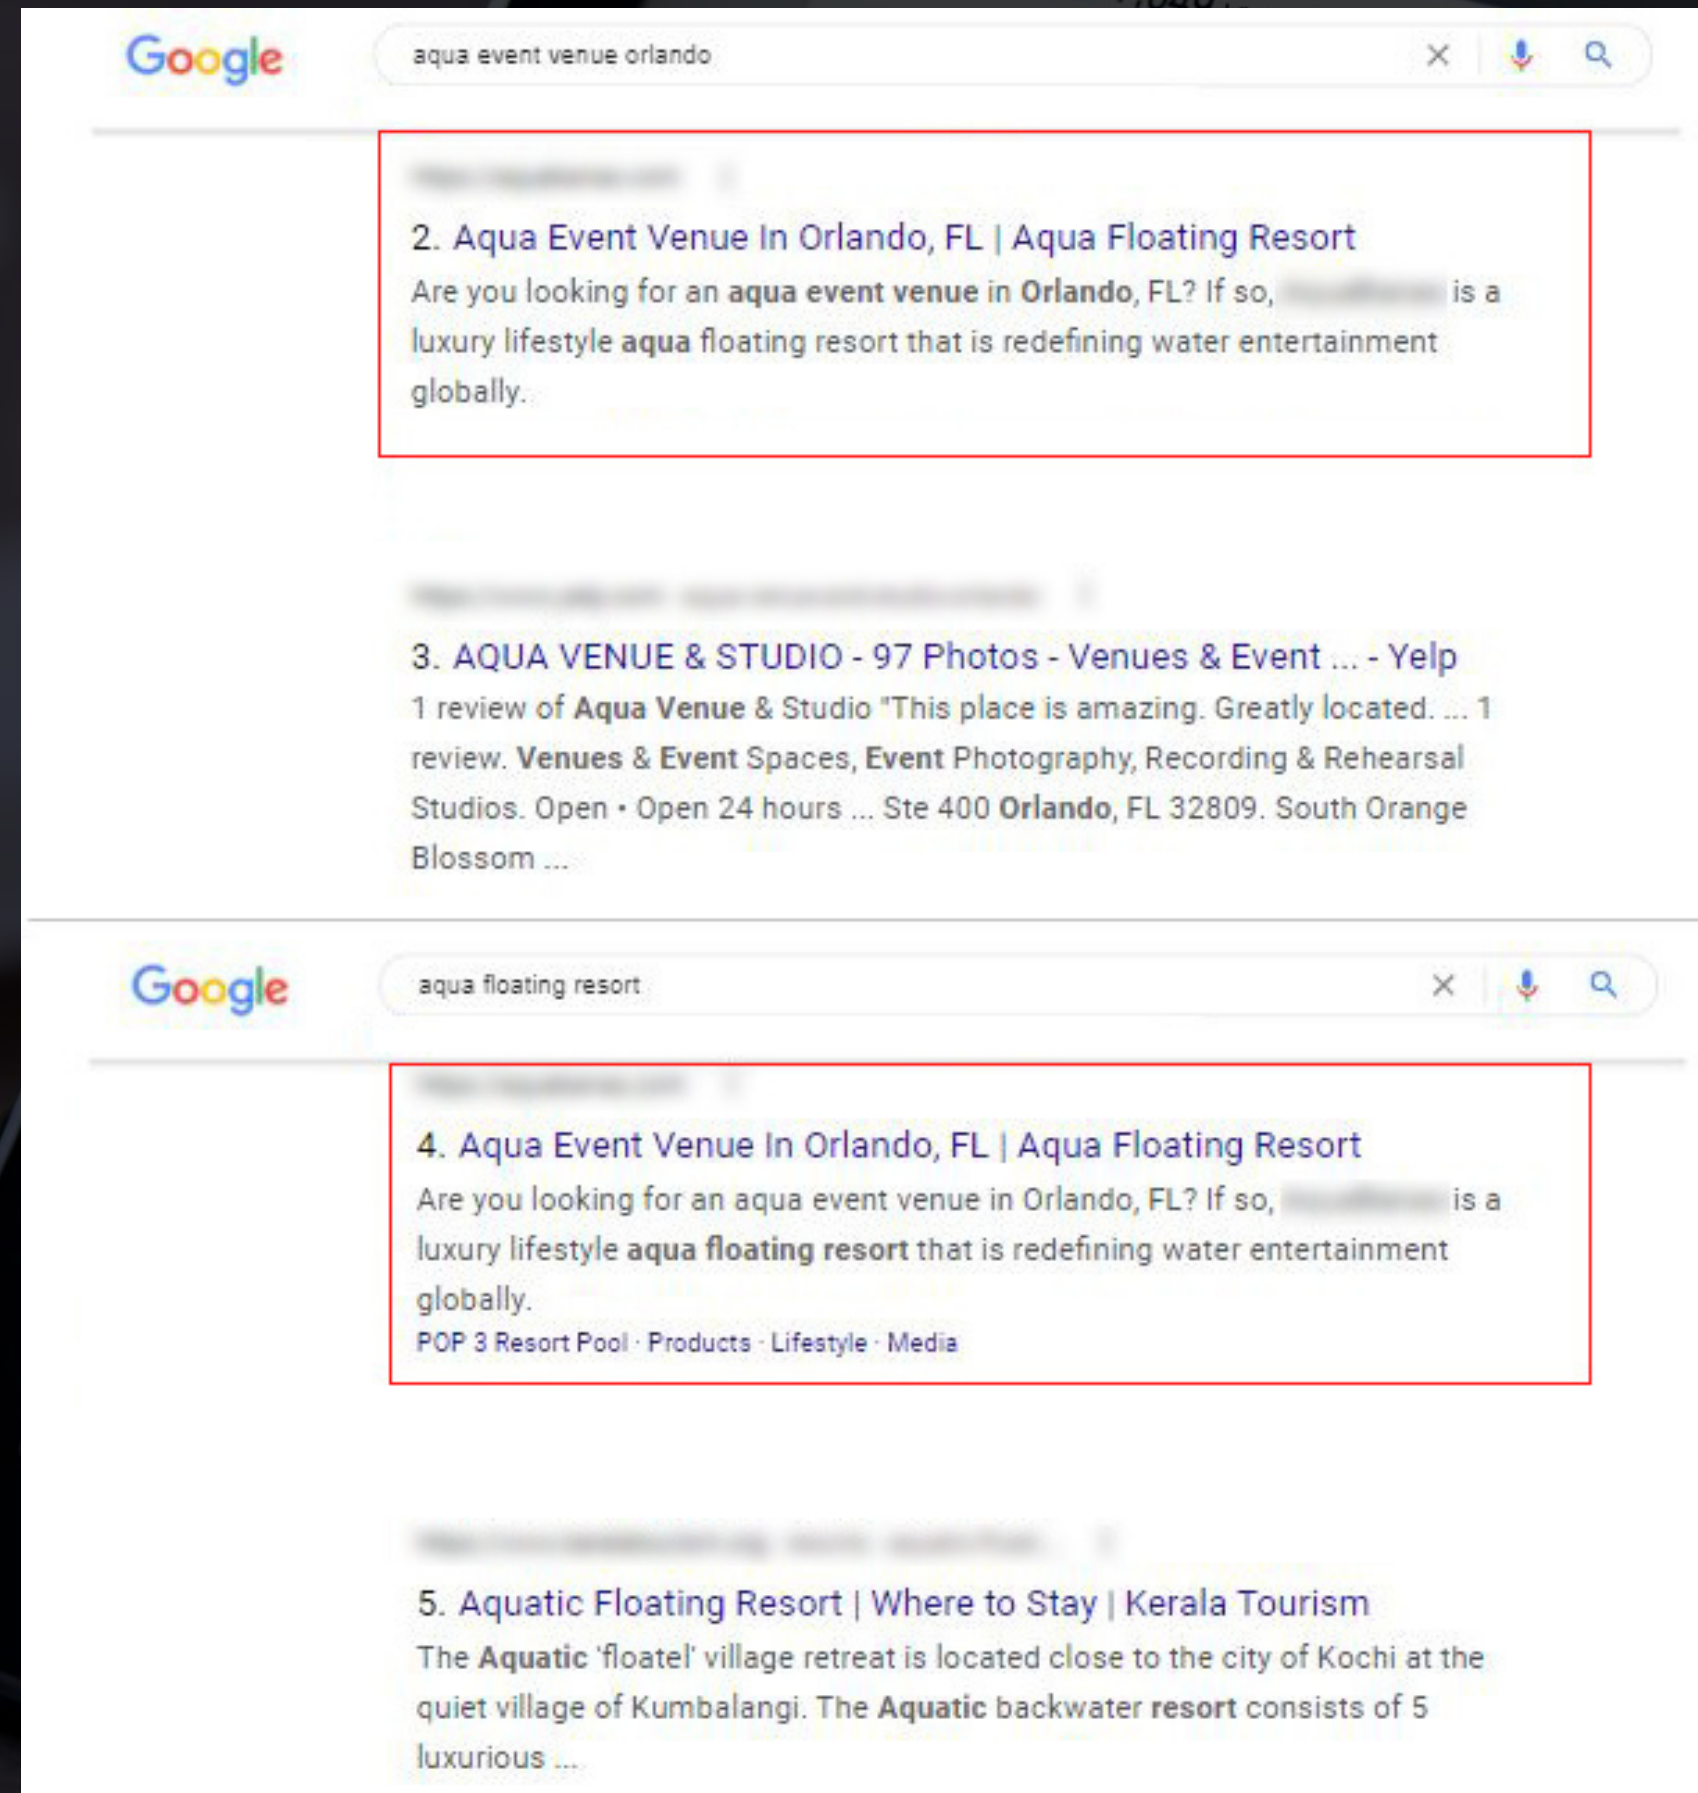 Google
aqua event venue orlando
2. Aqua Event Venue In Orlando, FL | Aqua Floating Resort
Are you looking for an aqua event venue in Orlando, FL? If so, is a
luxury lifestyle aqua floating resort that is redefining water entertainment
globally.
3. AQUA VENUE & STUDIO - 97 Photos - Venues & Event ... - Yelp
1 review of Aqua Venue & Studio "This place is amazing. Greatly located. ... 1
review. Venues & Event Spaces, Event Photography, Recording & Rehearsal
Studios. Open • Open 24 hours ... Ste 400 Orlando, FL 32809. South Orange
Blossom ...
Google
aqua floating resort
4. Aqua Event Venue In Orlando, FL | Aqua Floating Resort
Are you looking for an aqua event venue in Orlando, FL? If so, is a
luxury lifestyle aqua floating resort that is redefining water entertainment
globally.
POP 3 Resort Pool · Products · Lifestyle · Media
5. Aquatic Floating Resort | Where to Stay | Kerala Tourism
The Aquatic 'floatel' village retreat is located close to the city of Kochi at the
quiet village of Kumbalangi. The Aquatic backwater resort consists of 5
luxurious ...